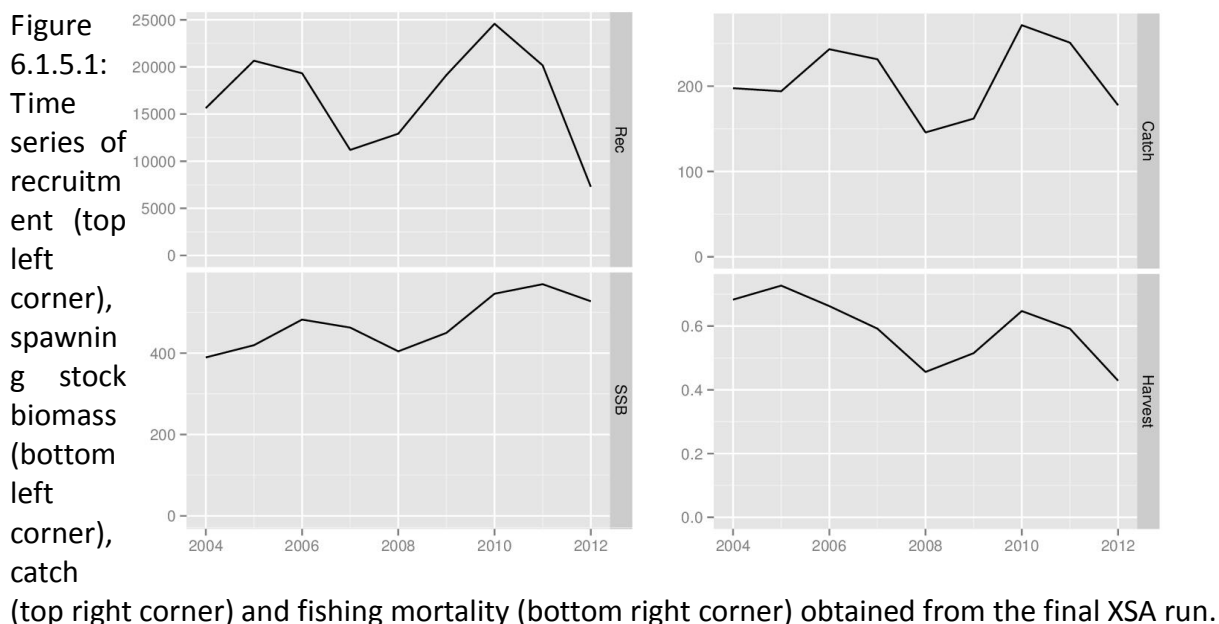 Figure
6.1.5.1:
Time
series of
recruitm
ent (top
left
corner),
spawnin
g stock
biomass
(bottom
left
corner),
catch
(top right corner) and fishing mortality (bottom right corner) obtained from the final XSA run.
25000
20000
15000
10000
5000
0
Rec
200
100
0
Catch
400
200
0
SSB
2004 2006 2008 2010 2012
0.6
0.4
0.2
0.0
Harvest
2004 2006 2008 2010 2012